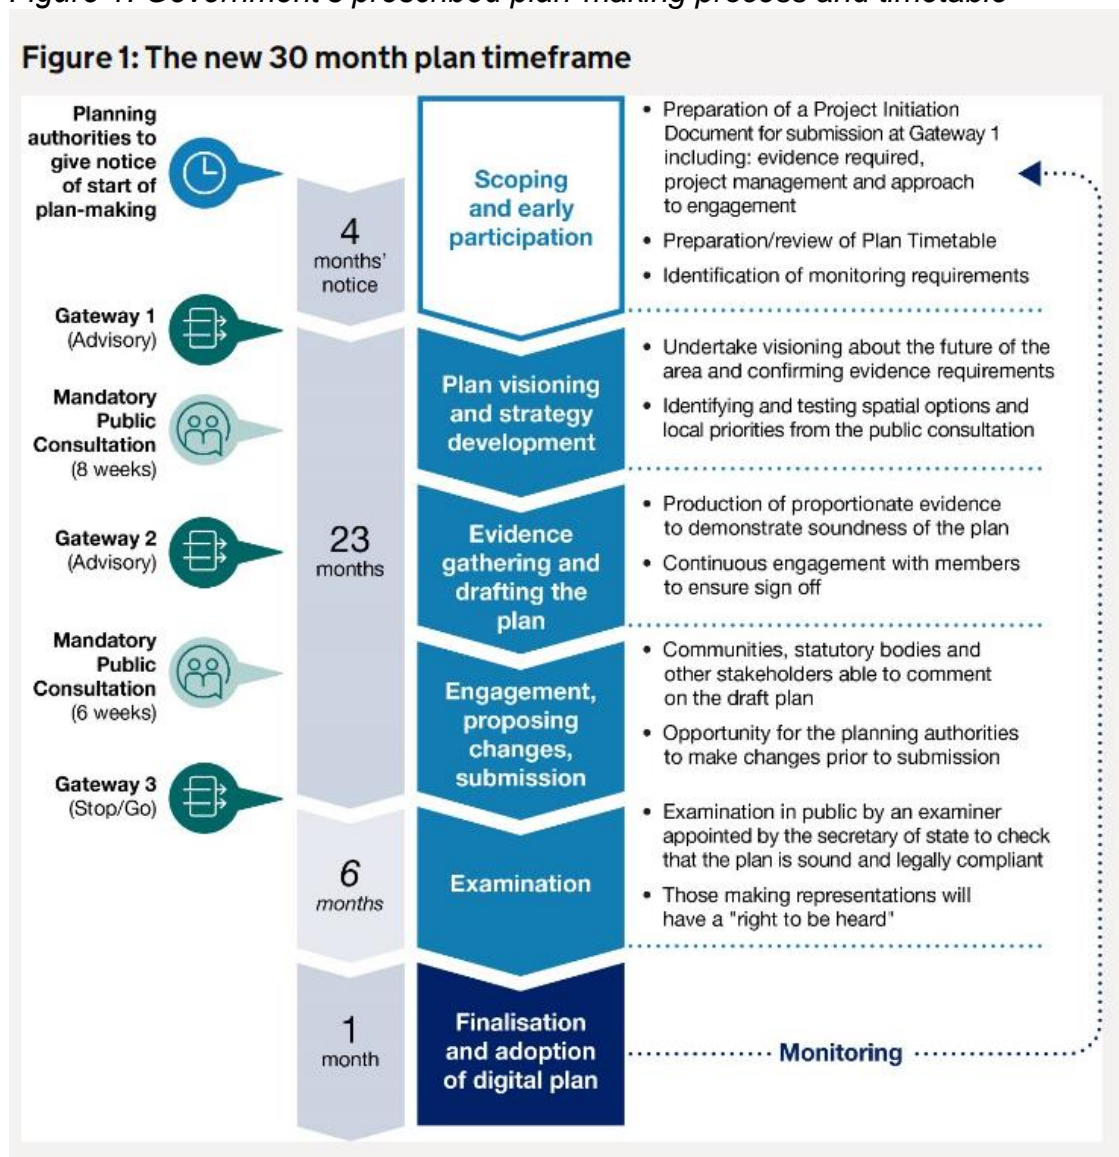 Figure 1: Government's prescribed plan-making process and timetable
Figure 1: The new 30 month plan timeframe
Planning
authorities to
give notice
of start of
plan-making
4
months'
notice
Scoping
and early
participation
• Preparation of a Project Initiation
Document for submission at Gateway 1
including: evidence required,
project management and approach
to engagement
• Preparation/review of Plan Timetable
• Identification of monitoring requirements
Gateway 1
(Advisory)
Mandatory
Public
Consultation
(8 weeks)
Plan visioning
and strategy
development
• Undertake visioning about the future of the
area and confirming evidence requirements
• Identifying and testing spatial options and
local priorities from the public consultation
Gateway 2
(Advisory)
23
months
Evidence
gathering and
drafting the
plan
• Production of proportionate evidence
to demonstrate soundness of the plan
• Continuous engagement with members
to ensure sign off
Mandatory
Public
Consultation
(6 weeks)
Engagement,
proposing
changes,
submission
• Communities, statutory bodies and
other stakeholders able to comment
on the draft plan
• Opportunity for the planning authorities
to make changes prior to submission
Gateway 3
(Stop/Go)
6
months
Examination
• Examination in public by an examiner
appointed by the secretary of state to check
that the plan is sound and legally compliant
• Those making representations will
have a "right to be heard"
1
month
Finalisation
and adoption
of digital plan
Monitoring